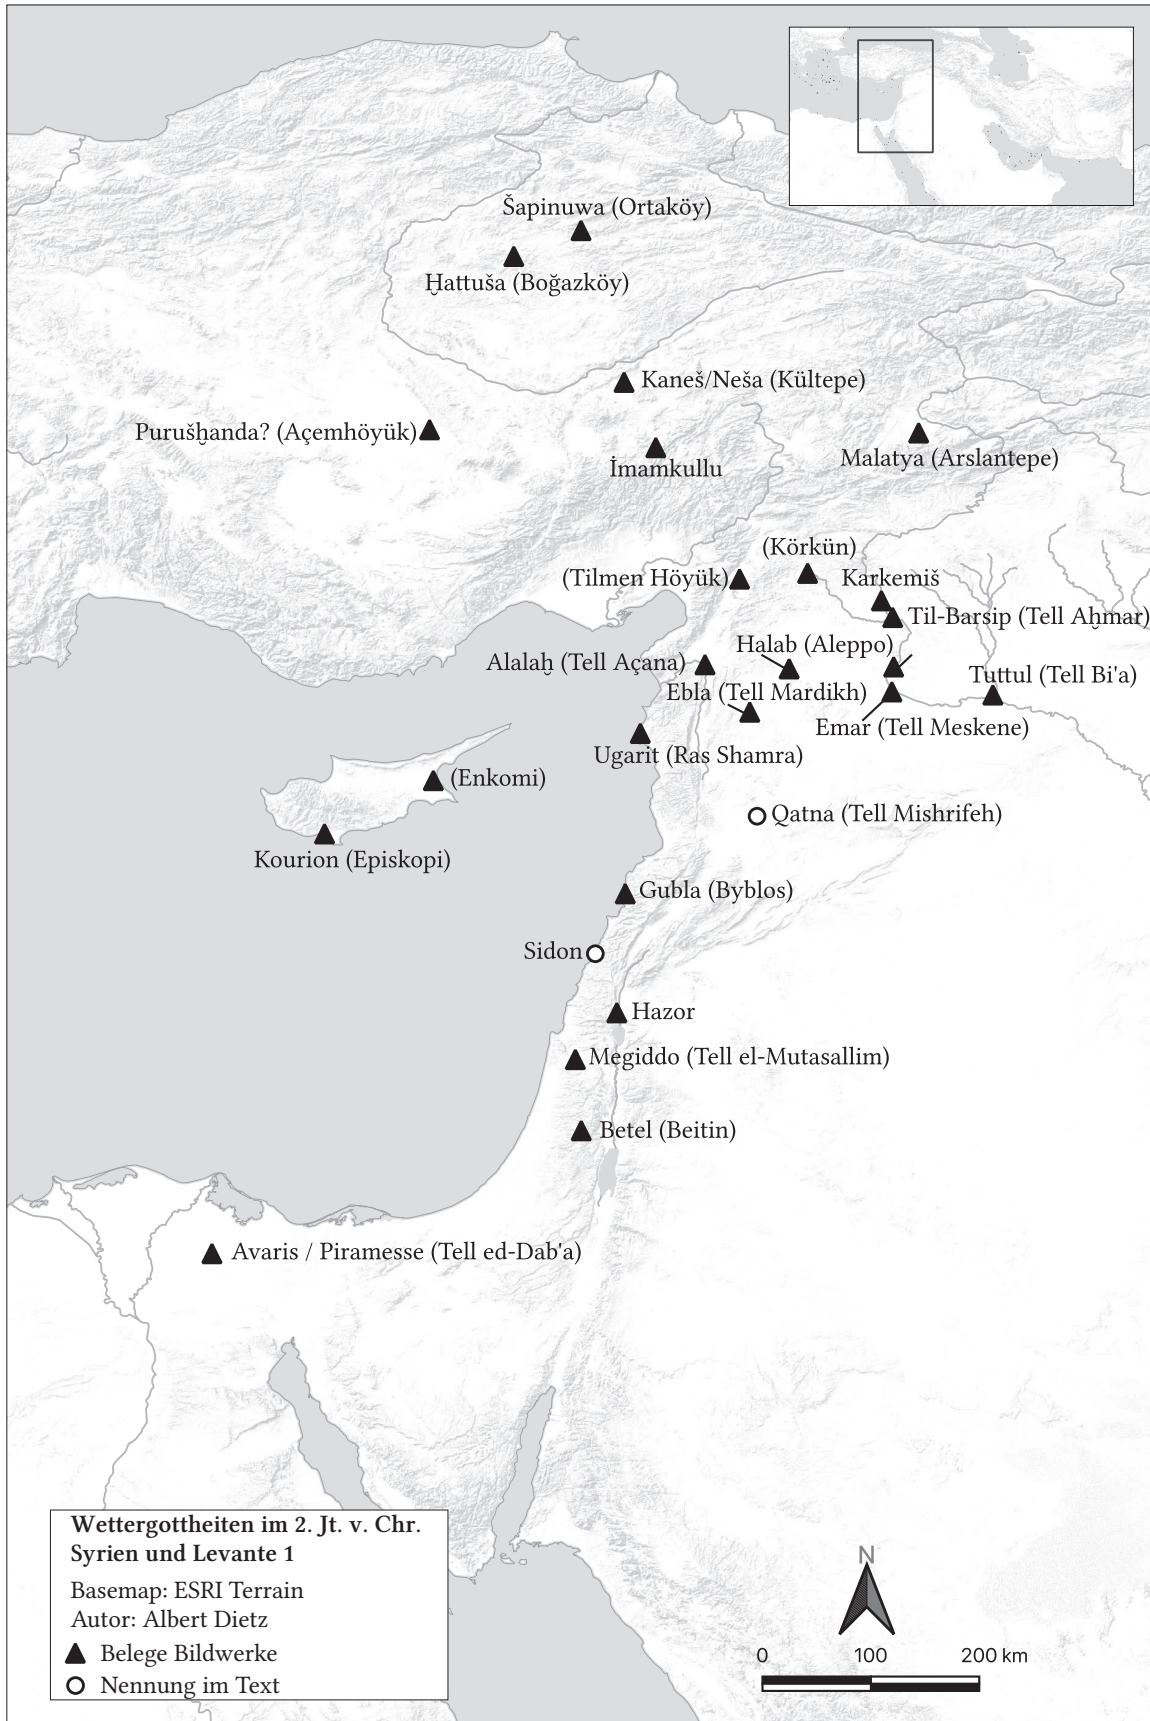 Šapinuwa (Ortaköy)
Ḫattuša (Boğazköy)
Kaneš/Neša (Kültepe)
Purušḫanda? (Açemhöyük)
İmamkullu
Malatya (Arslantepe)
(Körkün)
(Tilmen Höyük)
Karkemiš
Til-Barsip (Tell Aḫmar)
Halab (Aleppo)
Alalaḫ (Tell Açana)
Tuttul (Tell Bi'a)
Ebla (Tell Mardikh)
Emar (Tell Meskene)
Ugarit (Ras Shamra)
(Enkomi)
Qatna (Tell Mishrifeh)
Kourion (Episkopi)
Gubla (Byblos)
Sidon
Hazor
Megiddo (Tell el-Mutasallim)
Betel (Beitin)
Avaris / Piramesse (Tell ed-Dab'a)
Wettergottheiten im 2. Jt. v. Chr.
Syrien und Levante 1
Basemap: ESRI Terrain
Autor: Albert Dietz
Belege Bildwerke
Nennung im Text
N
0 100 200 km